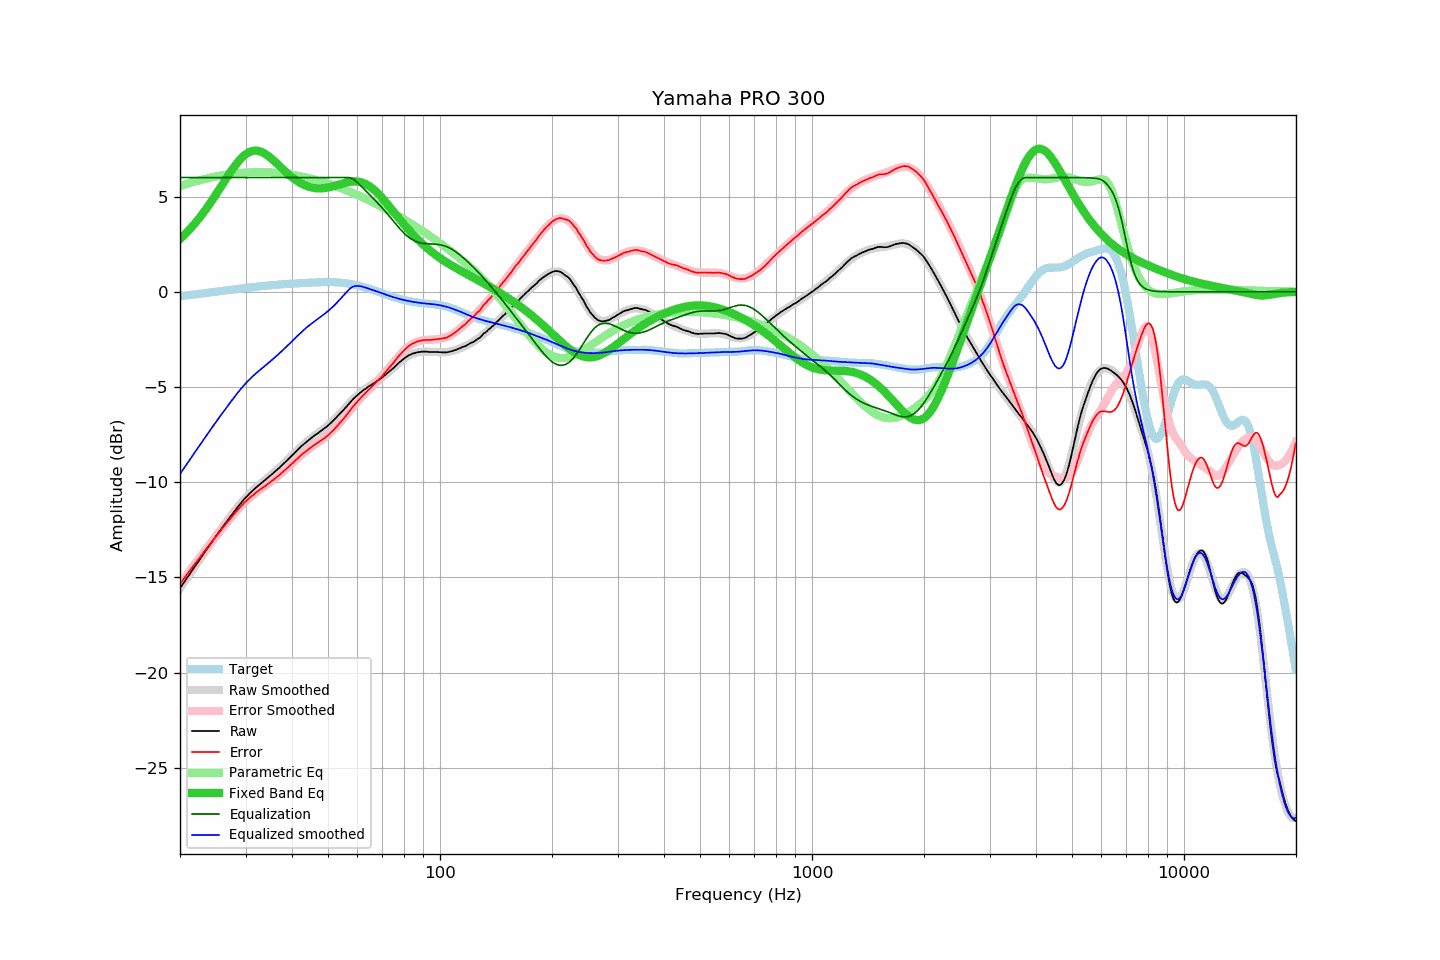 Yamaha PRO 300
Amplitude (dBr)
5
0
−5
−10
−15
−20
−25
Target
Raw Smoothed
Error Smoothed
Raw
Error
Parametric Eq
Fixed Band Eq
Equalization
Equalized smoothed
100
1000
10000
Frequency (Hz)